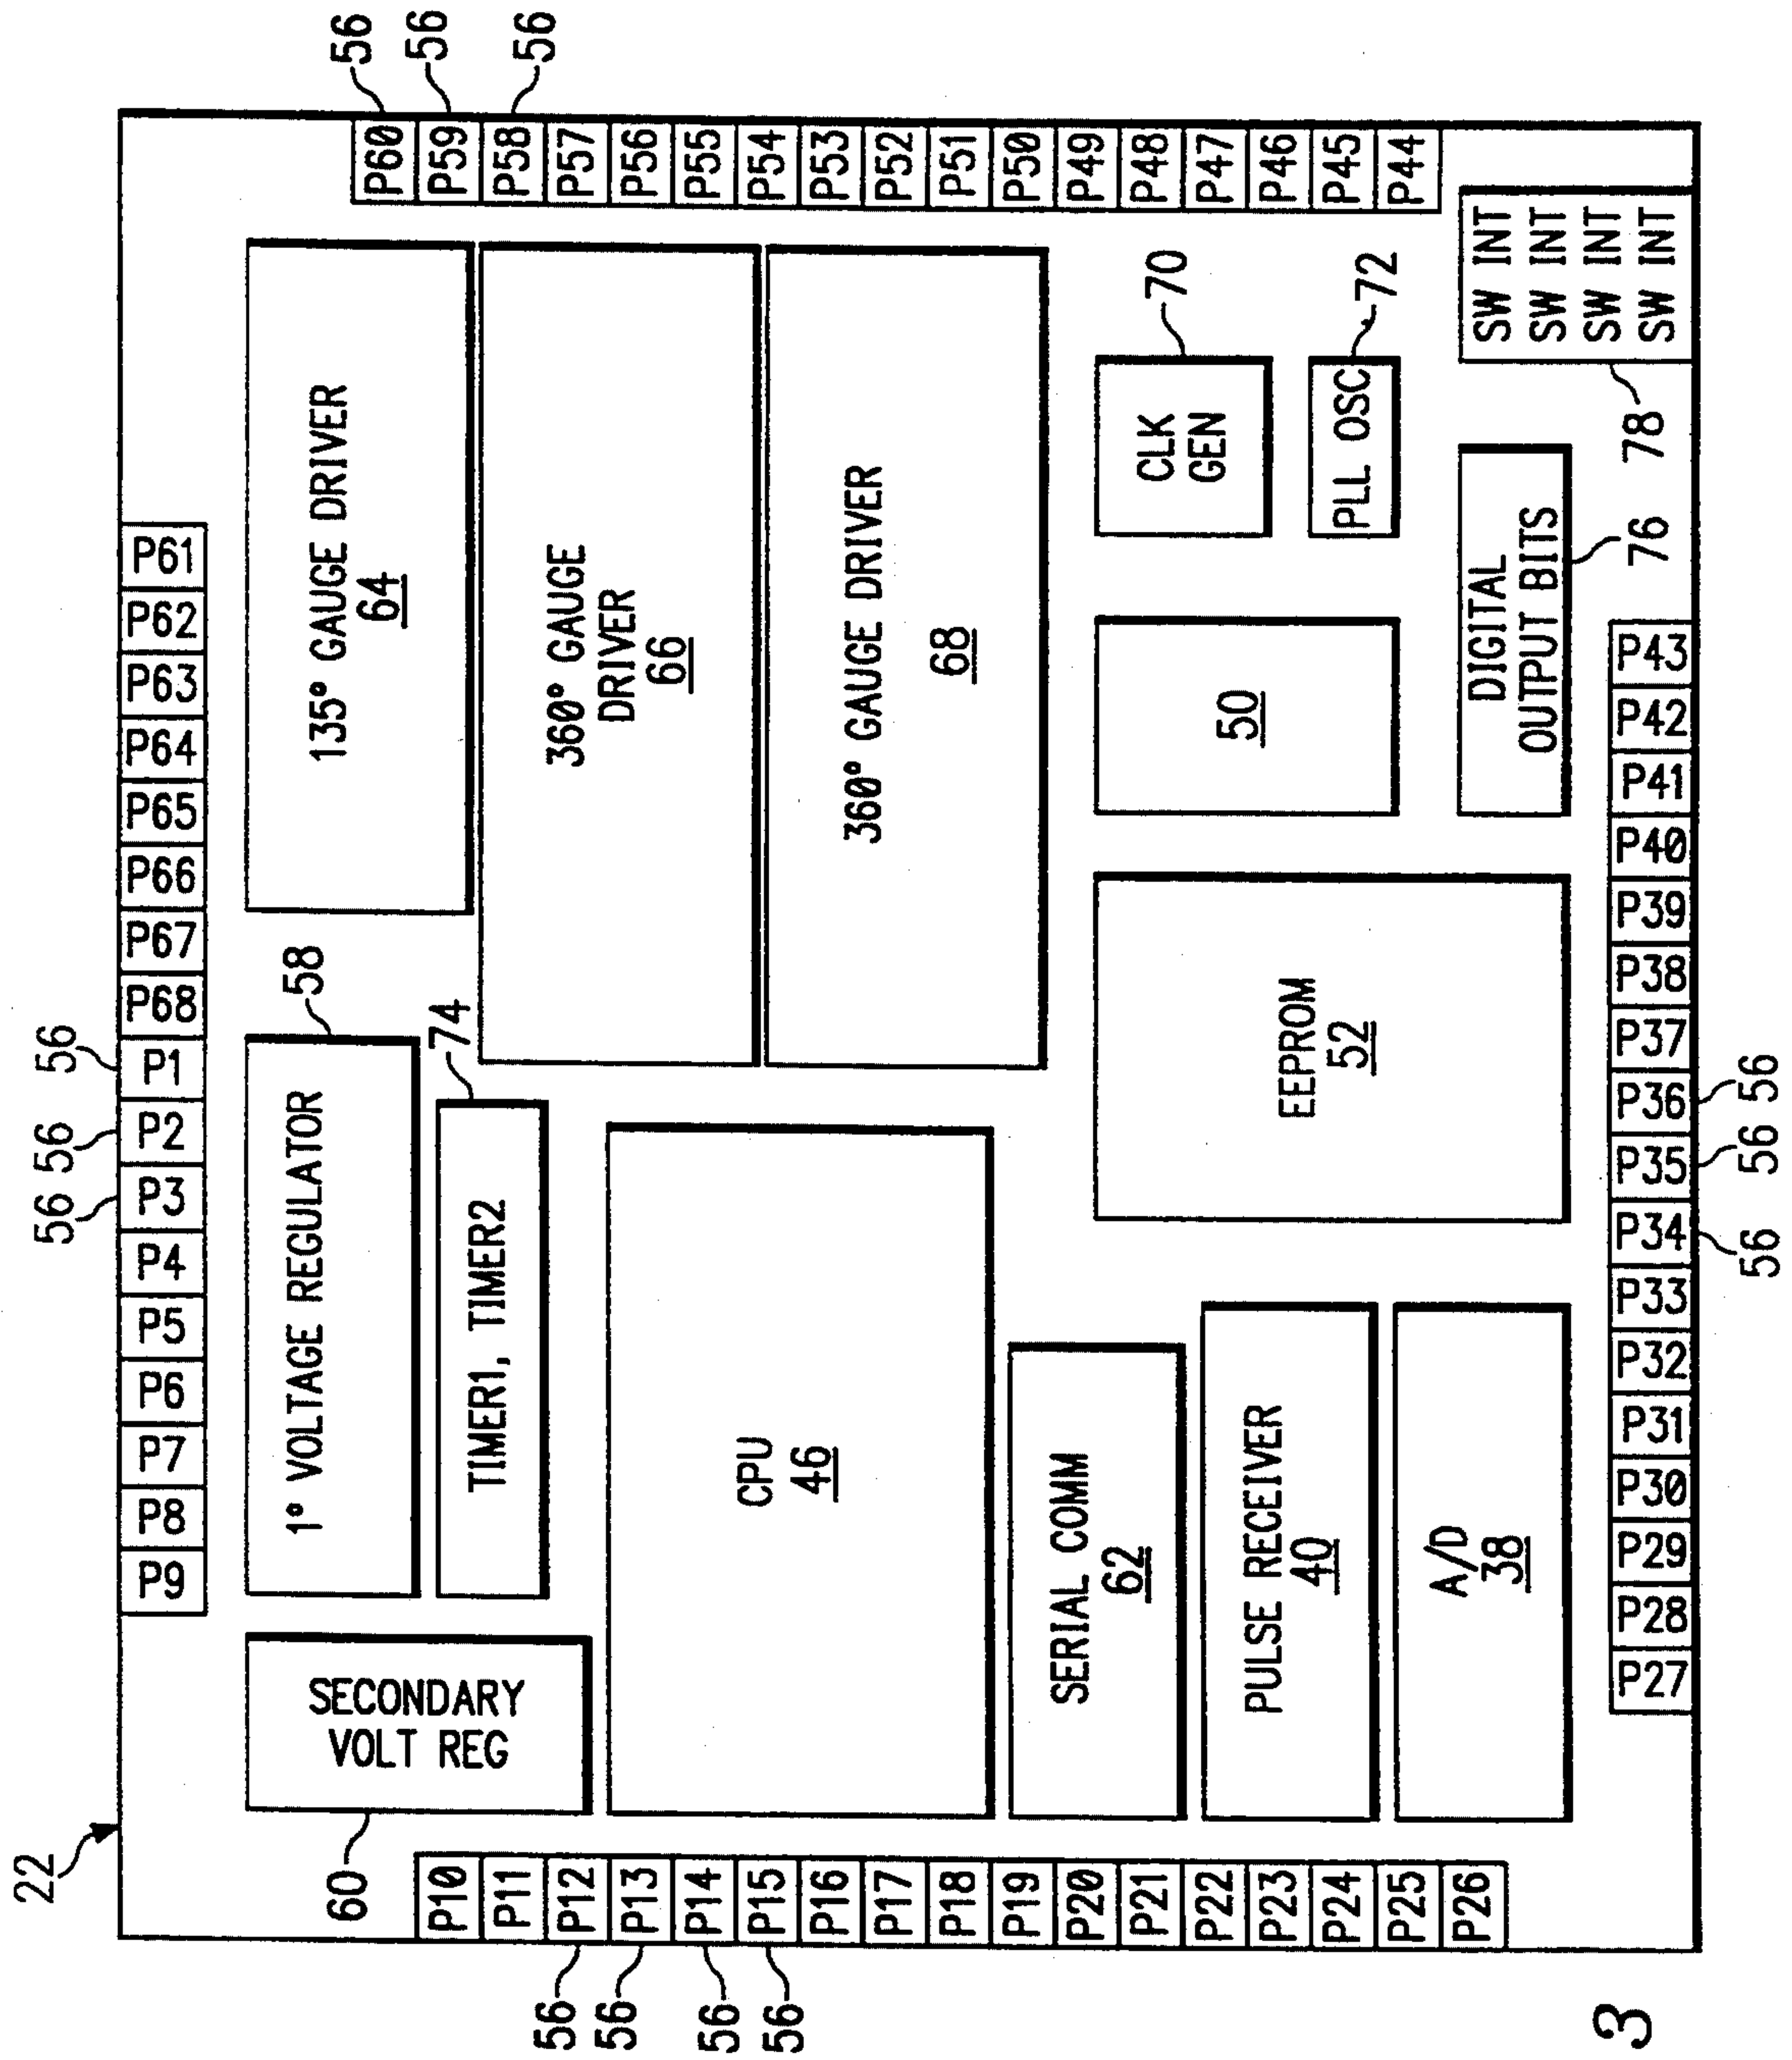 22
56
56
56
P9
P8
P7
P6
P5
P4
P3
P2
P1
P68
P67
P66
P65
P64
P63
P62
P61
60
SECONDARY
VOLT REG
1° VOLTAGE REGULATOR
58
TIMER1, TIMER2
74
135° GAUGE DRIVER
64
360° GAUGE
DRIVER
66
360° GAUGE DRIVER
68
CPU
46
SERIAL COMM
62
PULSE RECEIVER
40
A/D
38
EEPROM
52
50
CLK
GEN
70
PLL OSC
72
DIGITAL
OUTPUT BITS
76
SW INT
SW INT
SW INT
SW INT
78
56
56
56
56
P10
P11
P12
P13
P14
P15
P16
P17
P18
P19
P20
P21
P22
P23
P24
P25
P26
P60
P59
P58
P57
P56
P55
P54
P53
P52
P51
P50
P49
P48
P47
P46
P45
P44
56
56
56
P27
P28
P29
P30
P31
P32
P33
P34
P35
P36
P37
P38
P39
P40
P41
P42
P43
56
56
56
3